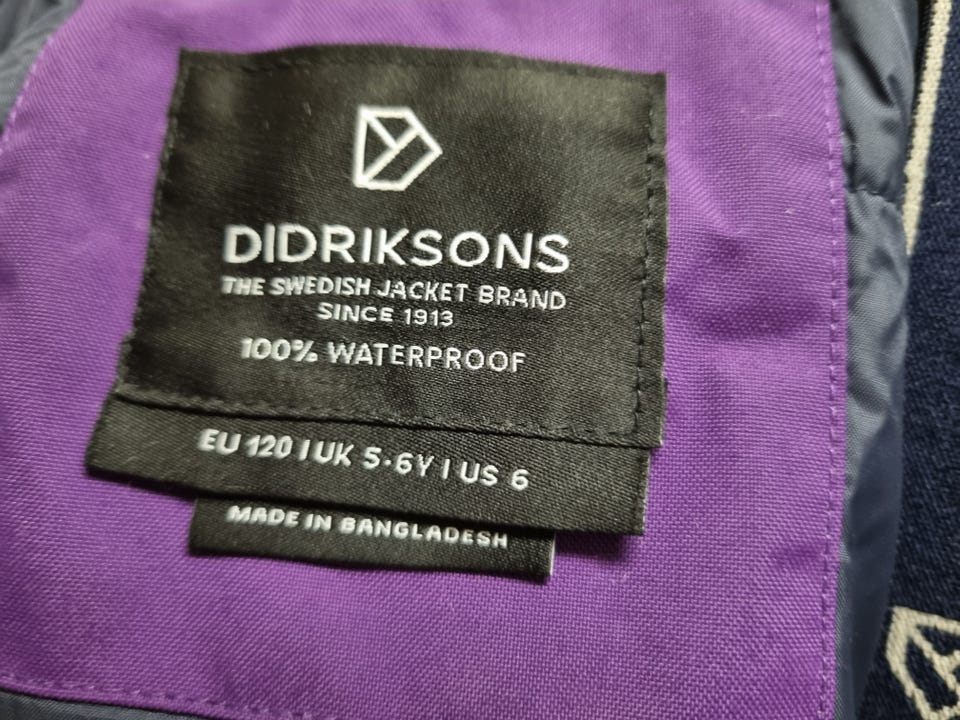 DIDRIKSONS
THE SWEDISH JACKET BRAND
SINCE 1913
100% WATERPROOF
EU 120 I UK 5-6Y I US 6
MADE IN BANGLADESH